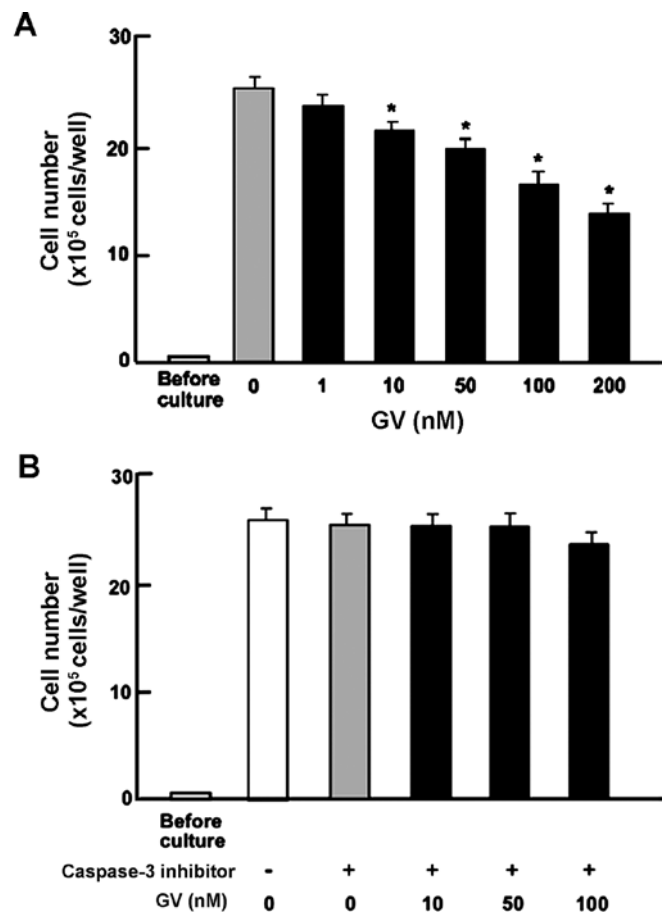 A
30
20
10
0
Cell number
(x10⁵ cells/well)
* * * *
Before
culture
0 1 10 50 100 200
GV (nM)
B
30
20
10
0
Cell number
(x10⁵ cells/well)
Before
culture
Caspase-3 inhibitor - + + + +
GV (nM) 0 0 10 50 100